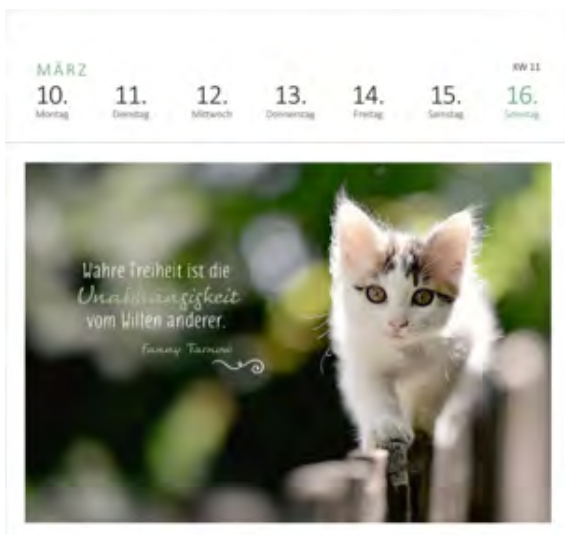 MÄRZ
KW 11
10. 11. 12. 13. 14. 15. 16.
Montag Dienstag Mittwoch Donnerstag Freitag Samstag Sonntag
Wahre Freiheit ist die
Unabhängigkeit
vom Willen anderer.
Fanny Tarnow